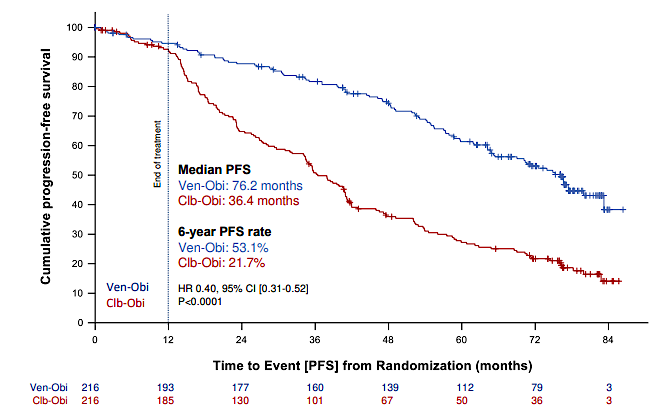 Cumulative progression-free survival
100
90
80
70
60
50
40
30
20
10
0
End of treatment
Median PFS
Ven-Obi: 76.2 months
Clb-Obi: 36.4 months
6-year PFS rate
Ven-Obi: 53.1%
Clb-Obi: 21.7%
Ven-Obi
Clb-Obi
HR 0.40, 95% CI [0.31-0.52]
P<0.0001
0 12 24 36 48 60 72 84
Time to Event [PFS] from Randomization (months)
Ven-Obi 216 193 177 160 139 112 79 3
Clb-Obi 216 185 130 101 67 50 36 3